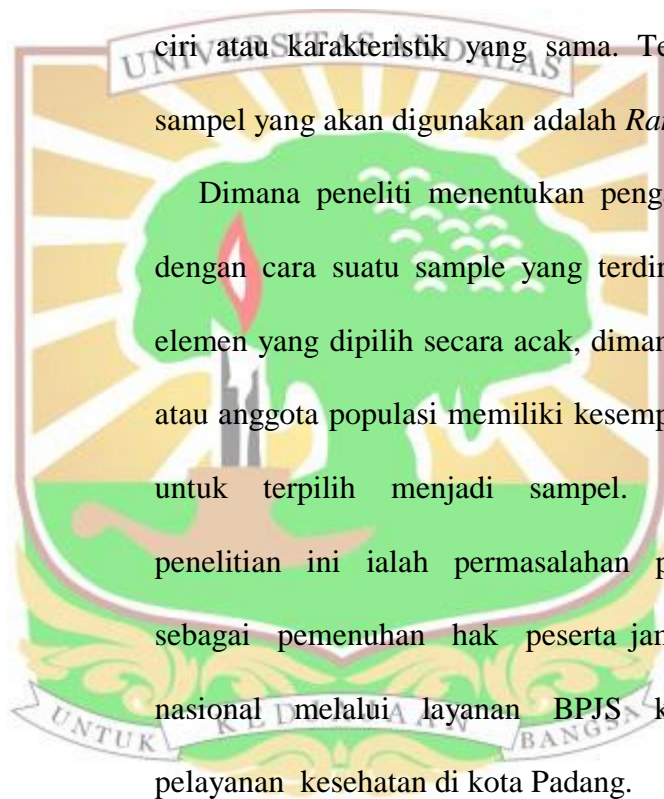 UNIVERSITAS ANDALAS
ciri atau karakteristik yang sama. Te
sampel yang akan digunakan adalah Ra
Dimana peneliti menentukan peng
dengan cara suatu sample yang terdi
elemen yang dipilih secara acak, dima
atau anggota populasi memiliki kesemp
untuk terpilih menjadi sampel.
penelitian ini ialah permasalahan p
sebagai pemenuhan hak peserta ja
nasional melalui layanan BPJS k
pelayanan kesehatan di kota Padang.
UNTUK KEDJAJAAN BANGSA